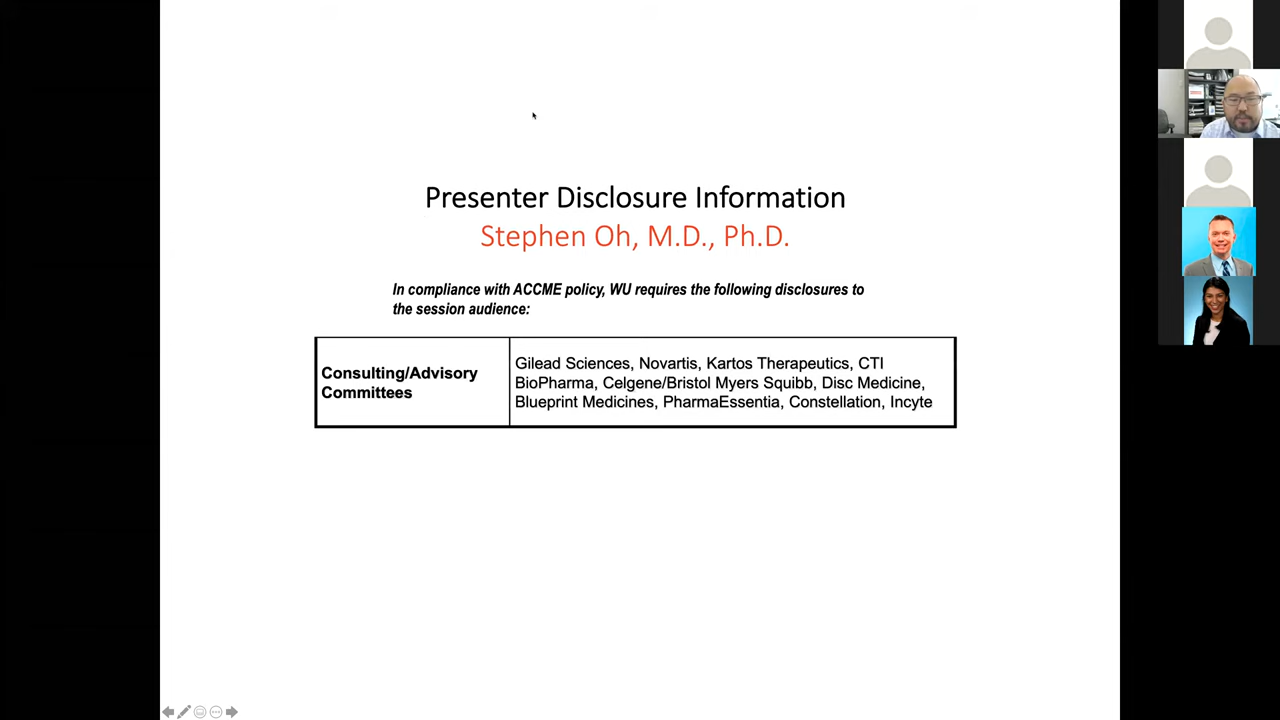 Presenter Disclosure Information
Stephen Oh, M.D., Ph.D.
In compliance with ACCME policy, WU requires the following disclosures to
the session audience:
Consulting/Advisory
Committees
Gilead Sciences, Novartis, Kartos Therapeutics, CTI
BioPharma, Celgene/Bristol Myers Squibb, Disc Medicine,
Blueprint Medicines, PharmaEssentia, Constellation, Incyte